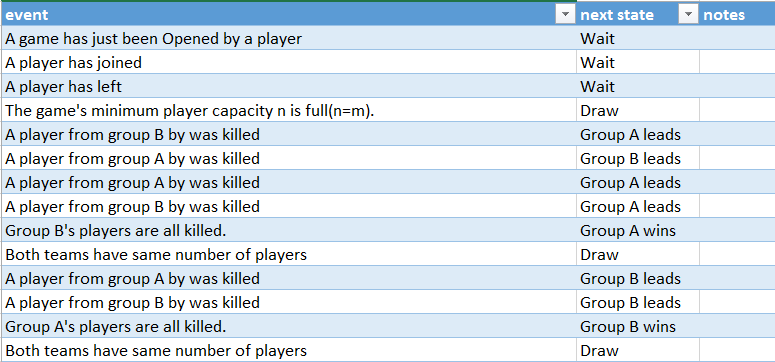 event next state notes
A game has just been Opened by a player Wait
A player has joined Wait
A player has left Wait
The game's minimum player capacity n is full(n=m). Draw
A player from group B by was killed Group A leads
A player from group A by was killed Group B leads
A player from group A by was killed Group A leads
A player from group B by was killed Group A leads
Group B's players are all killed. Group A wins
Both teams have same number of players Draw
A player from group A by was killed Group B leads
A player from group B by was killed Group B leads
Group A's players are all killed. Group B wins
Both teams have same number of players Draw